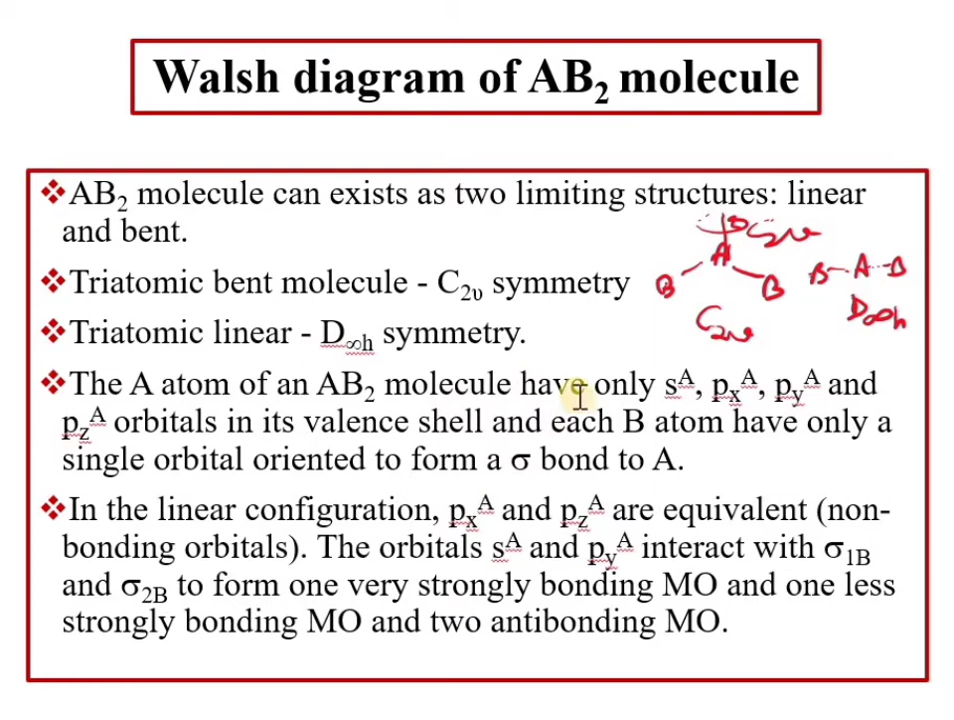 Walsh diagram of AB₂ molecule
❖AB₂ molecule can exists as two limiting structures: linear
and bent.
C2v
A
B B
C2v
B - A - B
D∞h
❖Triatomic bent molecule - C₂υ symmetry
❖Triatomic linear - D∞h symmetry.
❖The A atom of an AB₂ molecule have only sᴬ, pₓᴬ, pyᴬ and
pzᴬ orbitals in its valence shell and each B atom have only a
single orbital oriented to form a σ bond to A.
❖In the linear configuration, pₓᴬ and pzᴬ are equivalent (non-
bonding orbitals). The orbitals sᴬ and pyᴬ interact with σ1B
and σ2B to form one very strongly bonding MO and one less
strongly bonding MO and two antibonding MO.